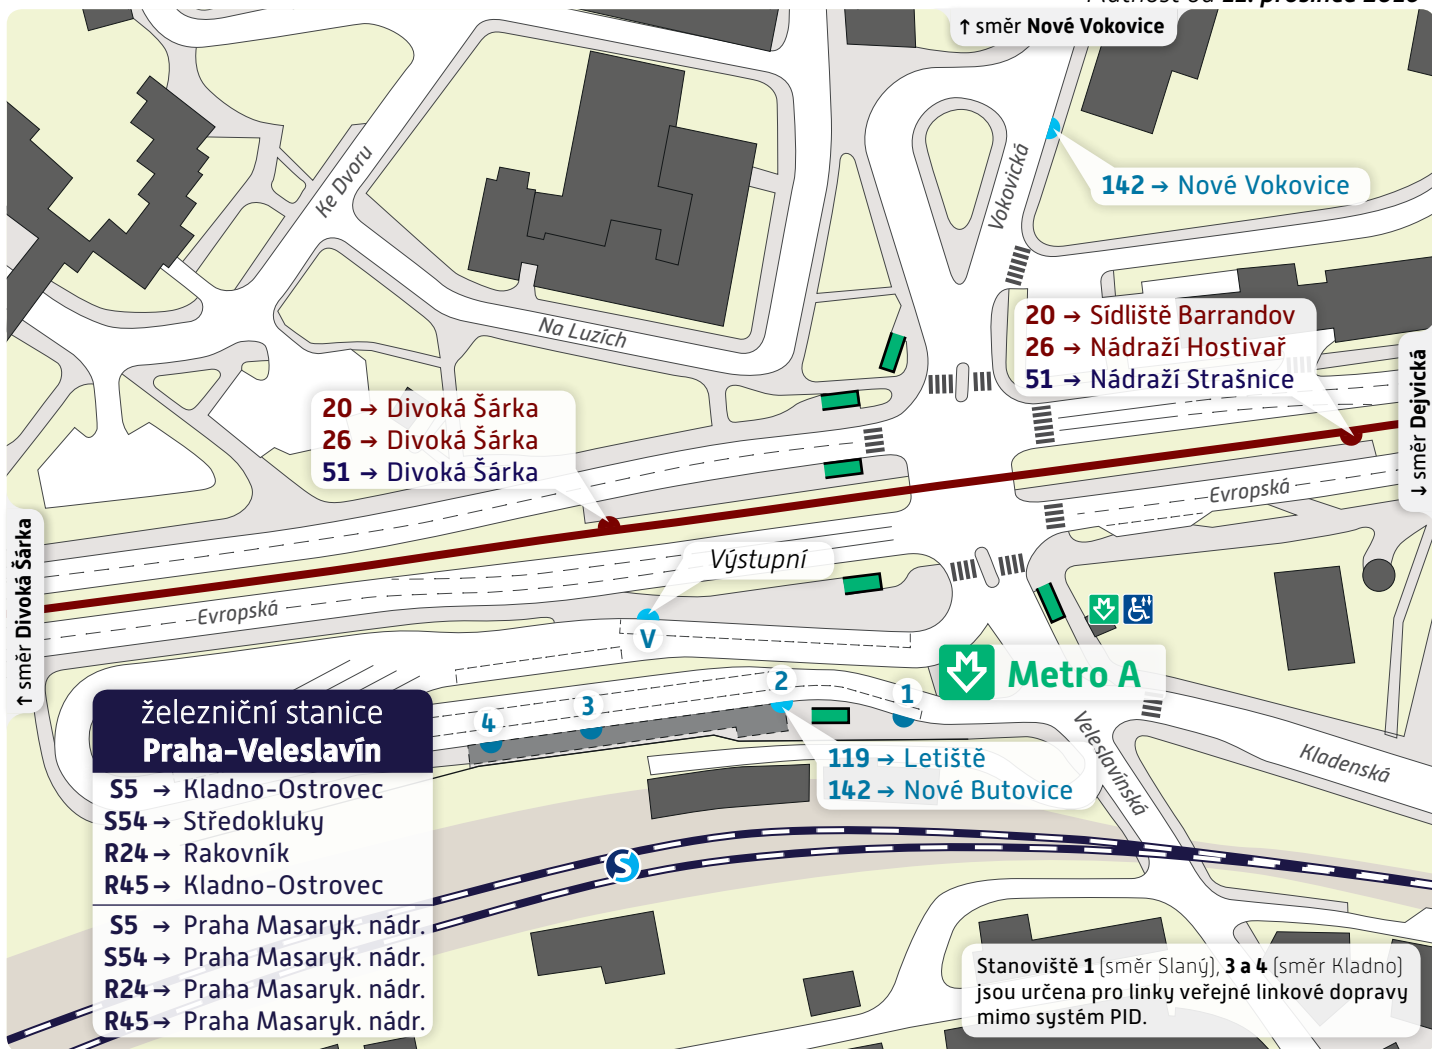 Platnost od 11. prosince 2016
↑ směr Nové Vokovice
Ke Dvoru
Vokovická
142 → Nové Vokovice
Na Luzích
20 → Sídliště Barrandov
26 → Nádraží Hostivař
51 → Nádraží Strašnice
↓ směr Dejvická
20 → Divoká Šárka
26 → Divoká Šárka
51 → Divoká Šárka
Evropská
↑ směr Divoká Šárka
Výstupní
Evropská
V
M Metro A
2
1
3
4
119 → Letiště
142 → Nové Butovice
Veleslavínská
Kladenská
železniční stanice
Praha-Veleslavín
S5 → Kladno-Ostrovec
S54 → Středokluky
R24 → Rakovník
R45 → Kladno-Ostrovec
S5 → Praha Masaryk. nádr.
S54 → Praha Masaryk. nádr.
R24 → Praha Masaryk. nádr.
R45 → Praha Masaryk. nádr.
S
Stanoviště 1 (směr Slaný), 3 a 4 (směr Kladno)
jsou určena pro linky veřejné linkové dopravy
mimo systém PID.